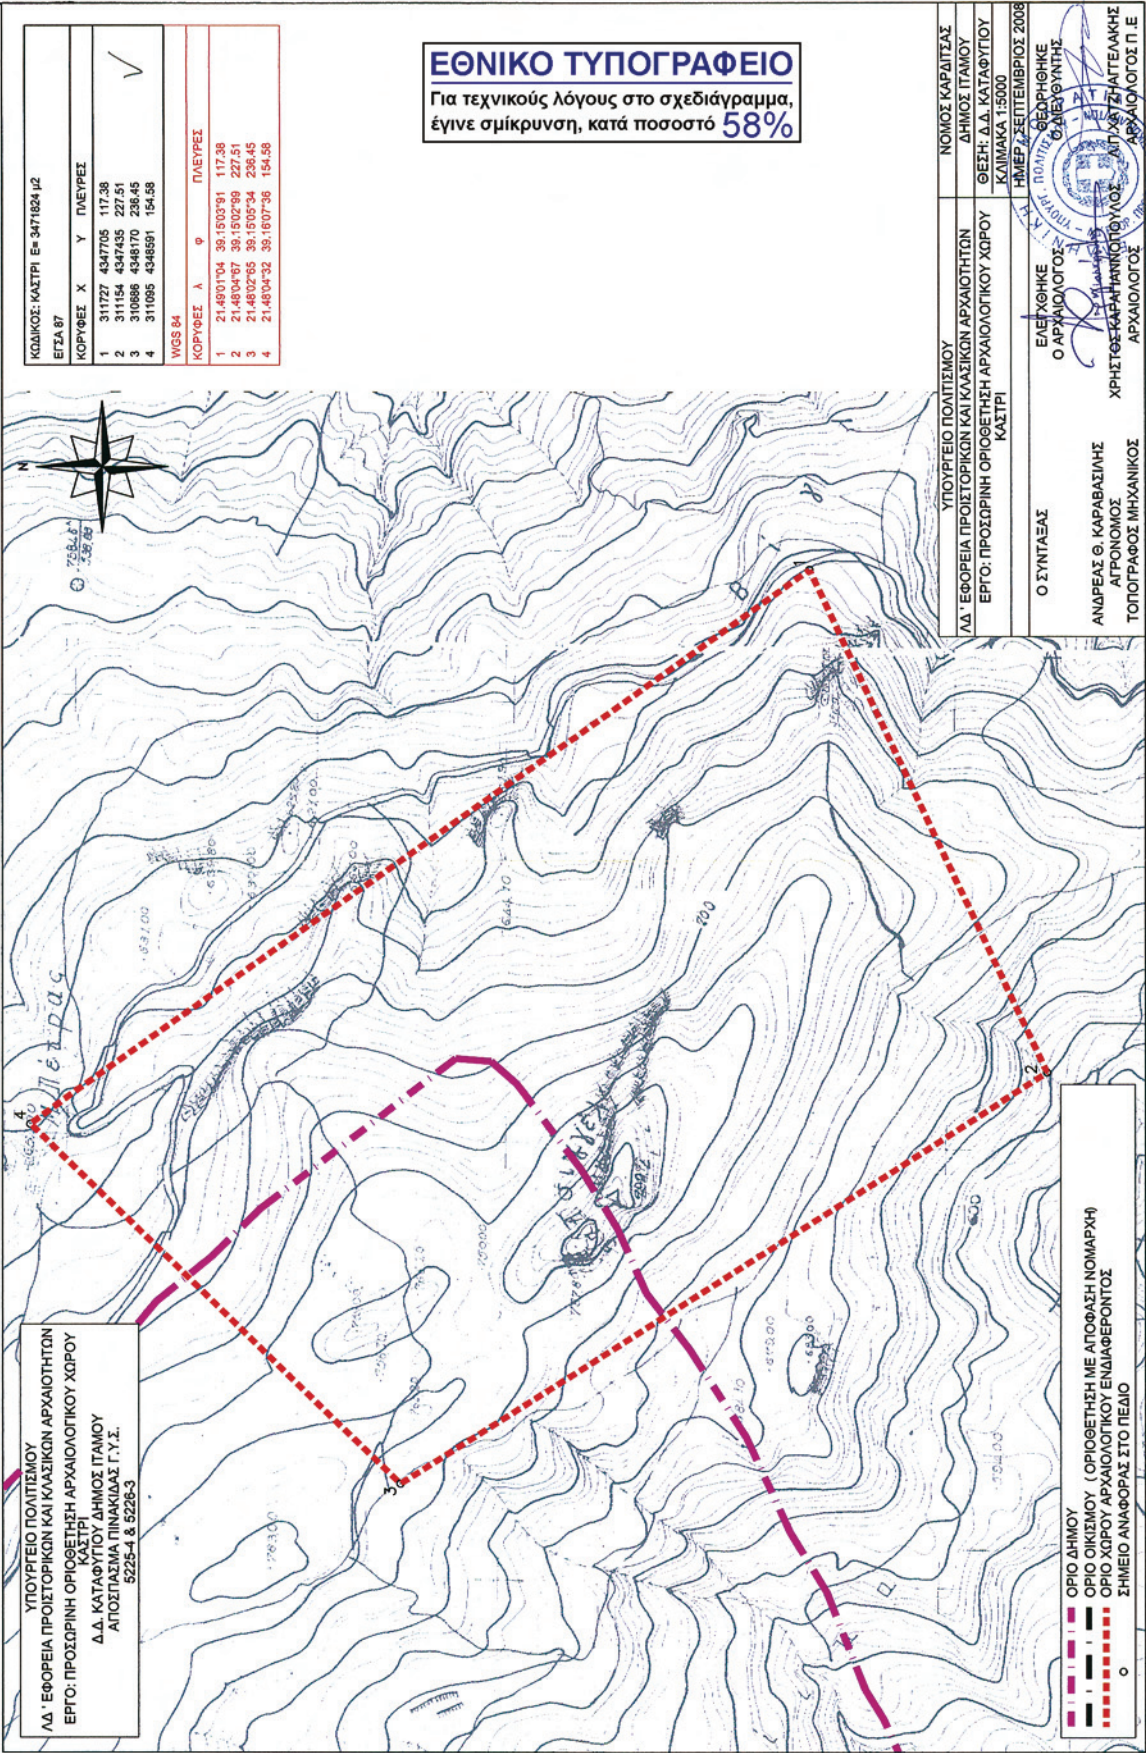 ΕΘΝΙΚΟ ΤΥΠΟΓΡΑΦΕΙΟ
Για τεχνικούς λόγους στο σχεδιάγραμμα,
έγινε σμίκρυνση, κατά ποσοστό 58%
ΥΠΟΥΡΓΕΙΟ ΠΟΛΙΤΙΣΜΟΥ
ΛΔ' ΕΦΟΡΕΙΑ ΠΡΟΙΣΤΟΡΙΚΩΝ ΚΑΙ ΚΛΑΣΙΚΩΝ ΑΡΧΑΙΟΤΗΤΩΝ
ΕΡΓΟ: ΠΡΟΣΩΡΙΝΗ ΟΡΙΟΘΕΤΗΣΗ ΑΡΧΑΙΟΛΟΓΙΚΟΥ ΧΩΡΟΥ
ΚΑΣΤΡΙ
Δ.Δ. ΚΑΤΑΦΥΓΙΟΥ ΔΗΜΟΣ ΙΤΑΜΟΥ
ΑΠΟΣΠΑΣΜΑ ΠΙΝΑΚΙΔΑΣ Γ.Υ.Σ.
5225-4 & 5226-3
ΚΩΔΙΚΟΣ: ΚΑΣΤΡΙ Ε= 3471824 μ2
ΕΓΣΑ 87
ΚΟΡΥΦΕΣ Χ Υ ΠΛΕΥΡΕΣ
1 311727 4347705 117.38
2 311154 4347435 227.51
3 310686 4348170 236.45
4 311095 4348591 154.58
WGS 84
ΚΟΡΥΦΕΣ λ φ ΠΛΕΥΡΕΣ
1 21.49'01"04 39.15'03"91 117.38
2 21.48'04"67 39.15'02"99 227.51
3 21.48'02"65 39.15'05"34 236.45
4 21.48'04"32 39.16'07"36 154.58
N
4
3
2
1
Β
200
600
ΟΡΙΟ ΔΗΜΟΥ
ΟΡΙΟ ΟΙΚΙΣΜΟΥ (ΟΡΙΟΘΕΤΗΣΗ ΜΕ ΑΠΟΦΑΣΗ ΝΟΜΑΡΧΗ)
ΟΡΙΟ ΧΩΡΟΥ ΑΡΧΑΙΟΛΟΓΙΚΟΥ ΕΝΔΙΑΦΕΡΟΝΤΟΣ
ΣΗΜΕΙΟ ΑΝΑΦΟΡΑΣ ΣΤΟ ΠΕΔΙΟ
ΥΠΟΥΡΓΕΙΟ ΠΟΛΙΤΙΣΜΟΥ
ΛΔ' ΕΦΟΡΕΙΑ ΠΡΟΙΣΤΟΡΙΚΩΝ ΚΑΙ ΚΛΑΣΙΚΩΝ ΑΡΧΑΙΟΤΗΤΩΝ
ΕΡΓΟ: ΠΡΟΣΩΡΙΝΗ ΟΡΙΟΘΕΤΗΣΗ ΑΡΧΑΙΟΛΟΓΙΚΟΥ ΧΩΡΟΥ
ΚΑΣΤΡΙ
ΝΟΜΟΣ ΚΑΡΔΙΤΣΑΣ
ΔΗΜΟΣ ΙΤΑΜΟΥ
ΘΕΣΗ: Δ.Δ. ΚΑΤΑΦΥΓΙΟΥ
ΚΛΙΜΑΚΑ 1:5000
ΣΕΠΤΕΜΒΡΙΟΣ 2008
Ο ΣΥΝΤΑΞΑΣ
ΑΝΔΡΕΑΣ Θ. ΚΑΡΑΒΑΣΙΛΗΣ
ΑΓΡΟΝΟΜΟΣ
ΤΟΠΟΓΡΑΦΟΣ ΜΗΧΑΝΙΚΟΣ
ΕΛΕΓΧΘΗΚΕ
Ο ΑΡΧΑΙΟΛΟΓΟΣ
ΧΡΗΣΤΟΣ ΚΑΡΑΓΙΑΝΝΟΠΟΥΛΟΣ
ΑΡΧΑΙΟΛΟΓΟΣ
ΘΕΩΡΗΘΗΚΕ
Ο ΔΙΕΥΘΥΝΤΗΣ
ΧΑΤΖΗΑΓΓΕΛΑΚΗΣ
ΑΡΧΑΙΟΛΟΓΟΣ Π.Ε